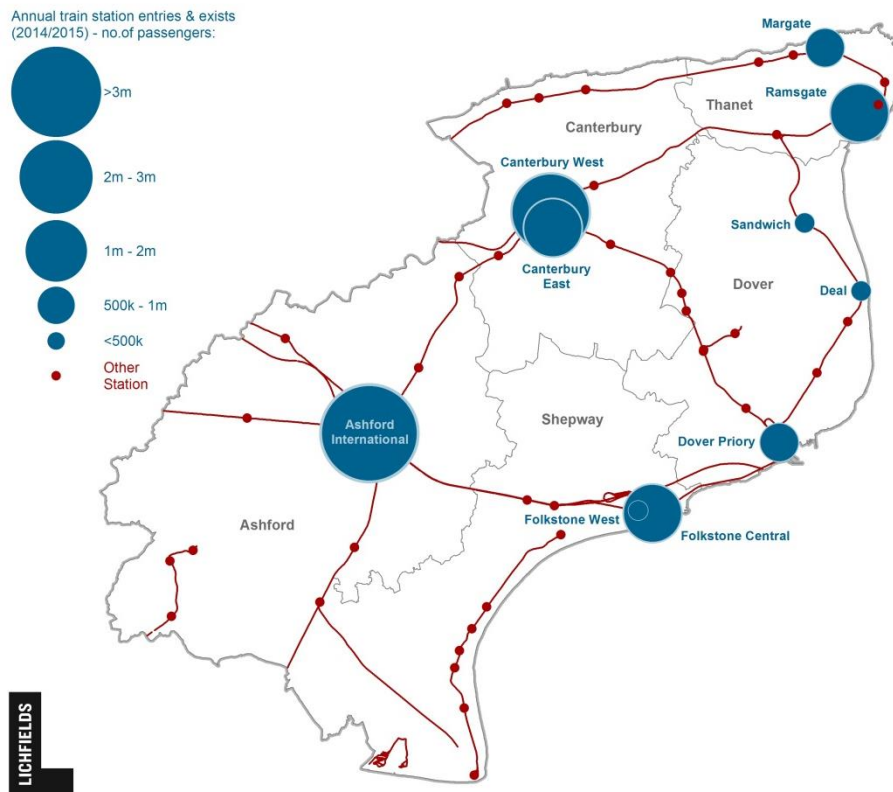 Annual train station entries & exists
(2014/2015) - no.of passengers:
>3m
2m - 3m
1m - 2m
500k - 1m
<500k
Other
Station
Margate
Ramsgate
Thanet
Canterbury
Canterbury West
Canterbury
East
Sandwich
Dover
Deal
Ashford
International
Shepway
Dover Priory
Folkstone West
Folkstone Central
Ashford
LICHFIELDS